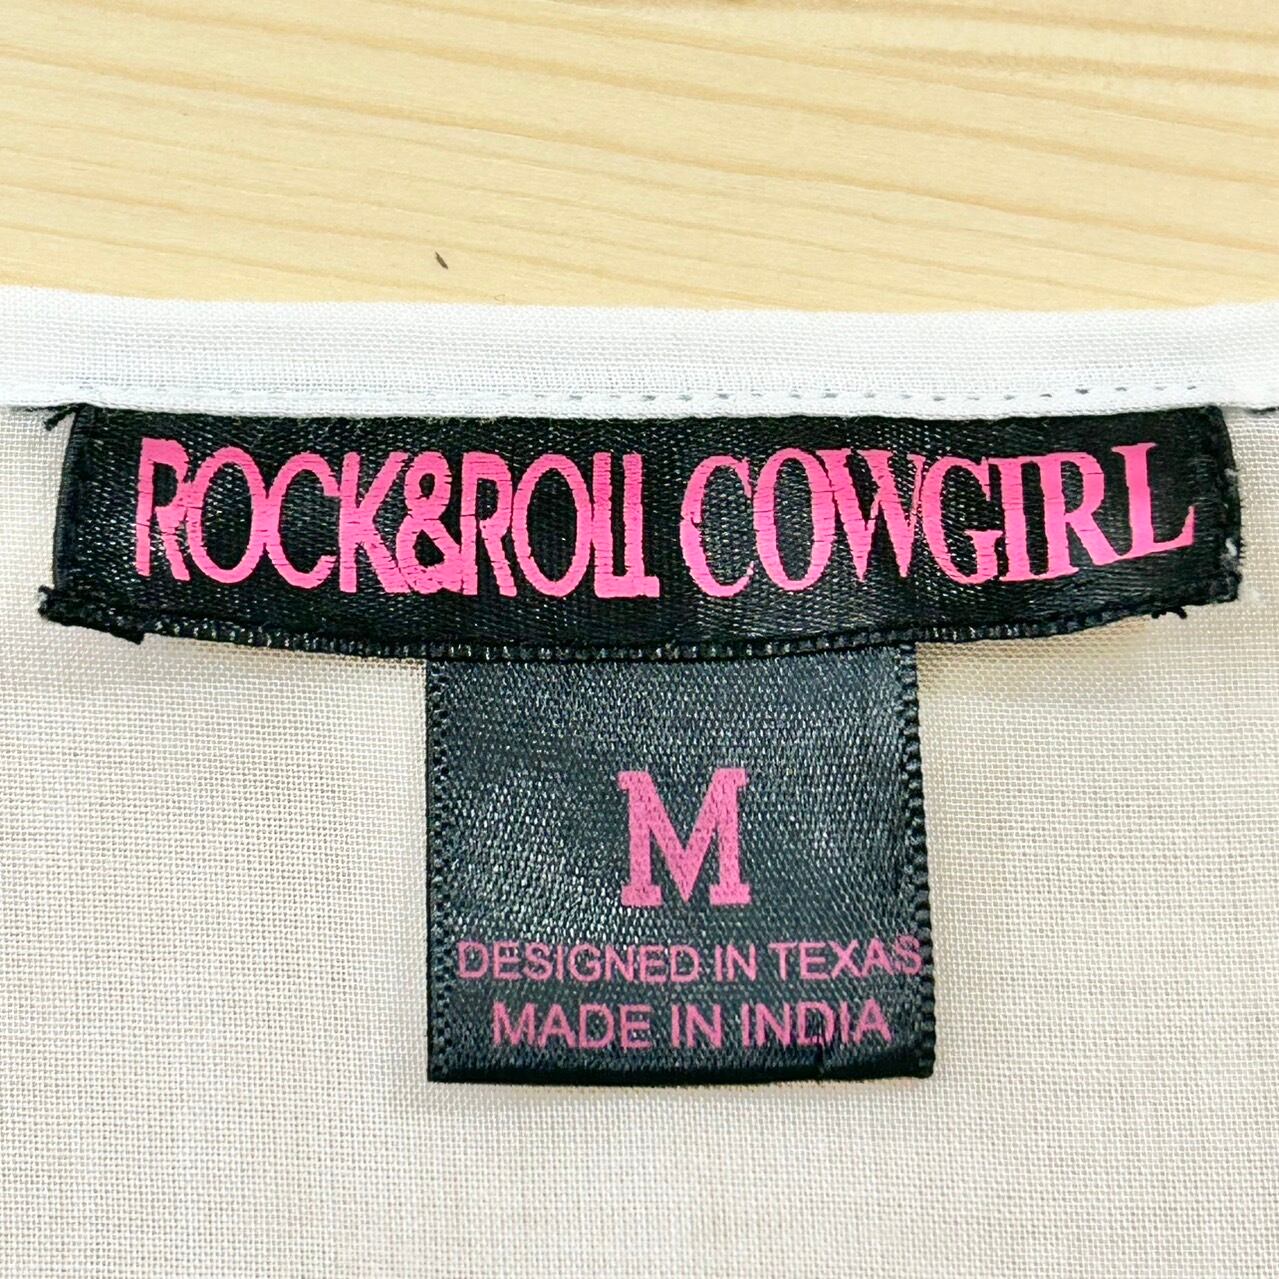 ROCK&ROLL COWGIRL
M
DESIGNED IN TEXAS
MADE IN INDIA